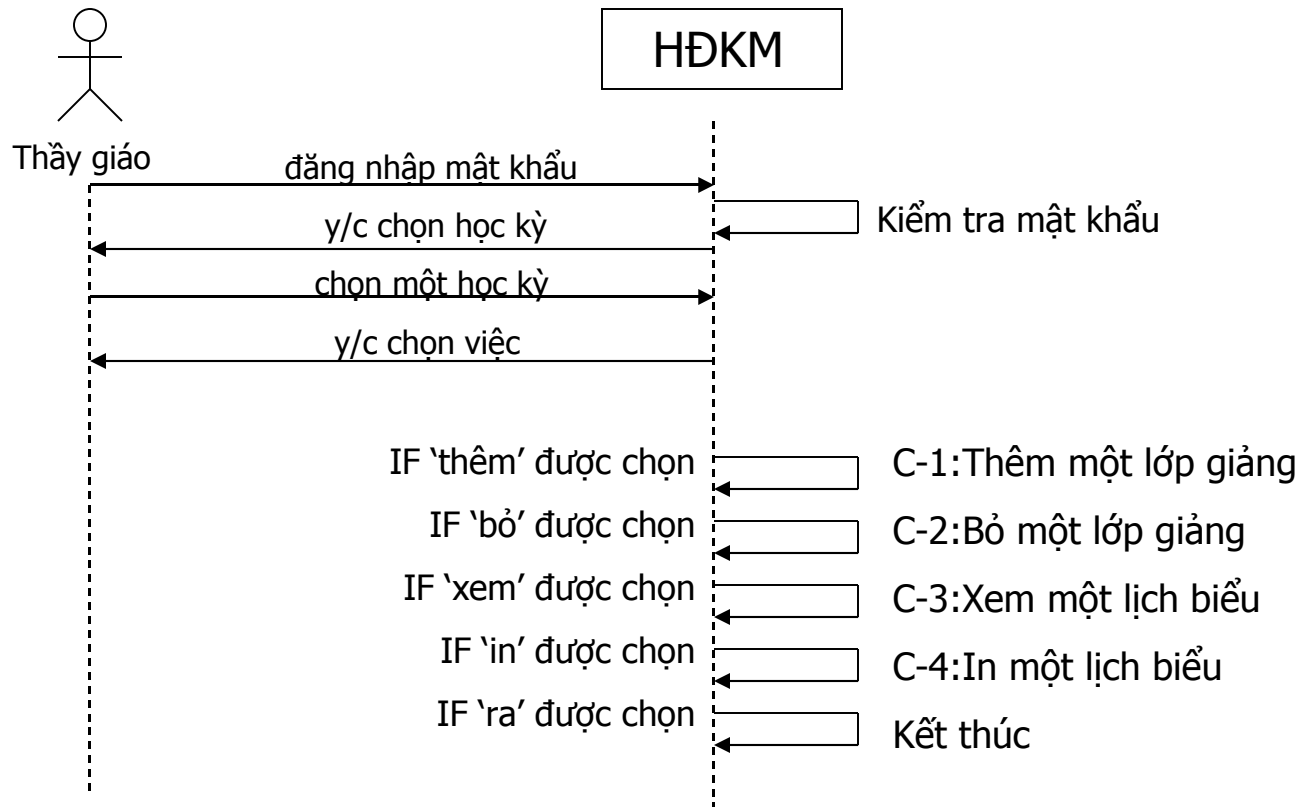 HĐKM
Thầy giáo
đăng nhập mật khẩu
Kiểm tra mật khẩu
y/c chọn học kỳ
chọn một học kỳ
y/c chọn việc
IF ‛thêm’ được chọn
C-1:Thêm một lớp giảng
IF ‛bỏ’ được chọn
C-2:Bỏ một lớp giảng
IF ‛xem’ được chọn
C-3:Xem một lịch biểu
IF ‛in’ được chọn
C-4:In một lịch biểu
IF ‛ra’ được chọn
Kết thúc